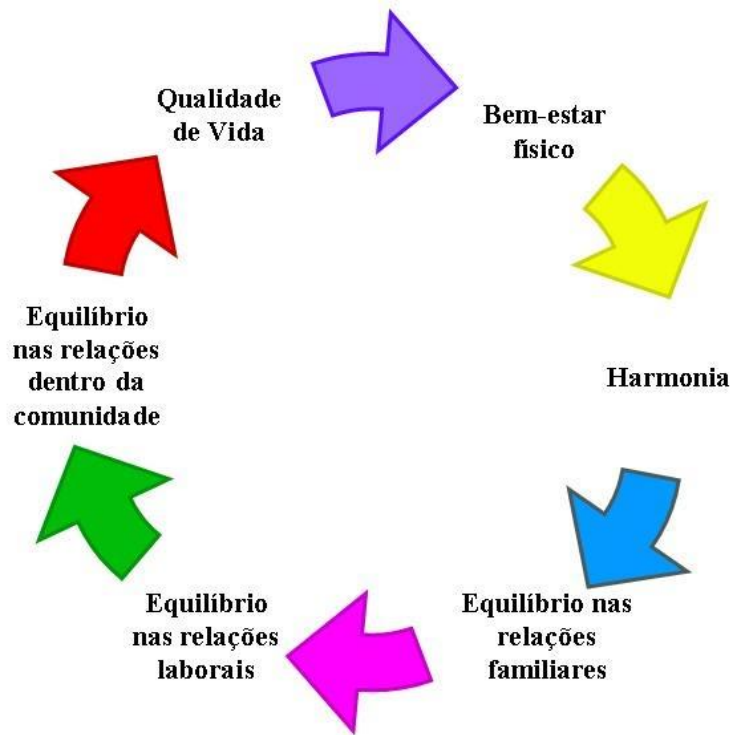 Qualidade
de Vida
Bem-estar
físico
Harmonia
Equilíbrio nas
relações
familiares
Equilíbrio
nas relações
laborais
Equilíbrio
nas relações
dentro da
comunidade